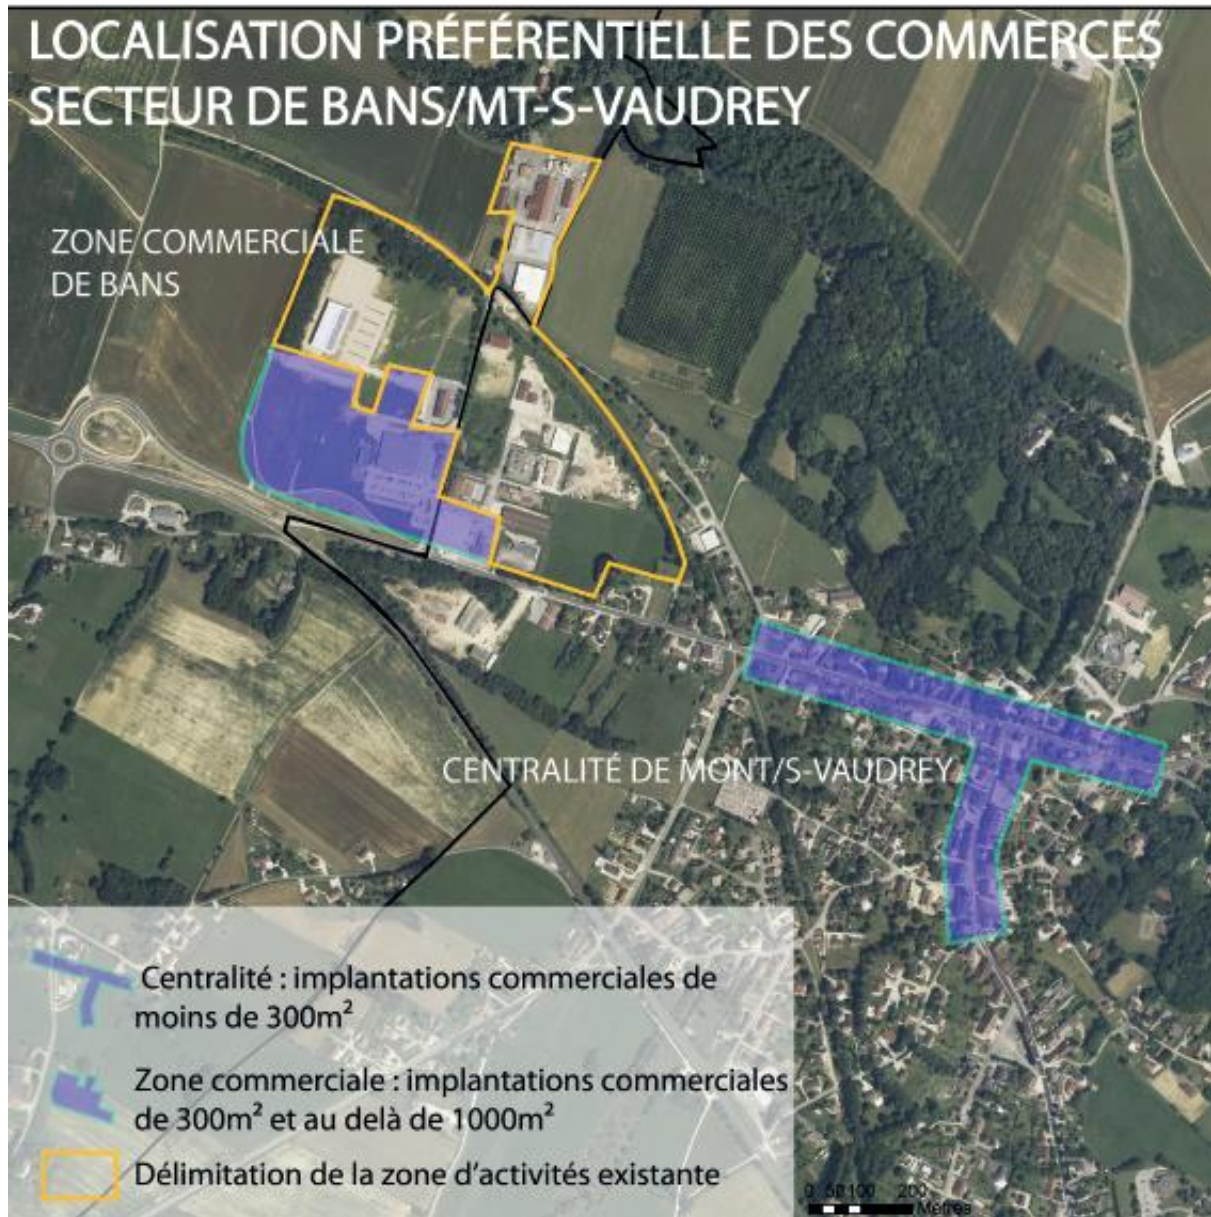 LOCALISATION PRÉFÉRENTIELLE DES COMMERCES
SECTEUR DE BANS/MT-S-VAUDREY
ZONE COMMERCIALE
DE BANS
CENTRALITÉ DE MONT/S-VAUDREY
Centralité : implantations commerciales de
moins de 300m²
Zone commerciale : implantations commerciales
de 300m² et au delà de 1000m²
Délimitation de la zone d'activités existante
0 50 100 200
Mètres